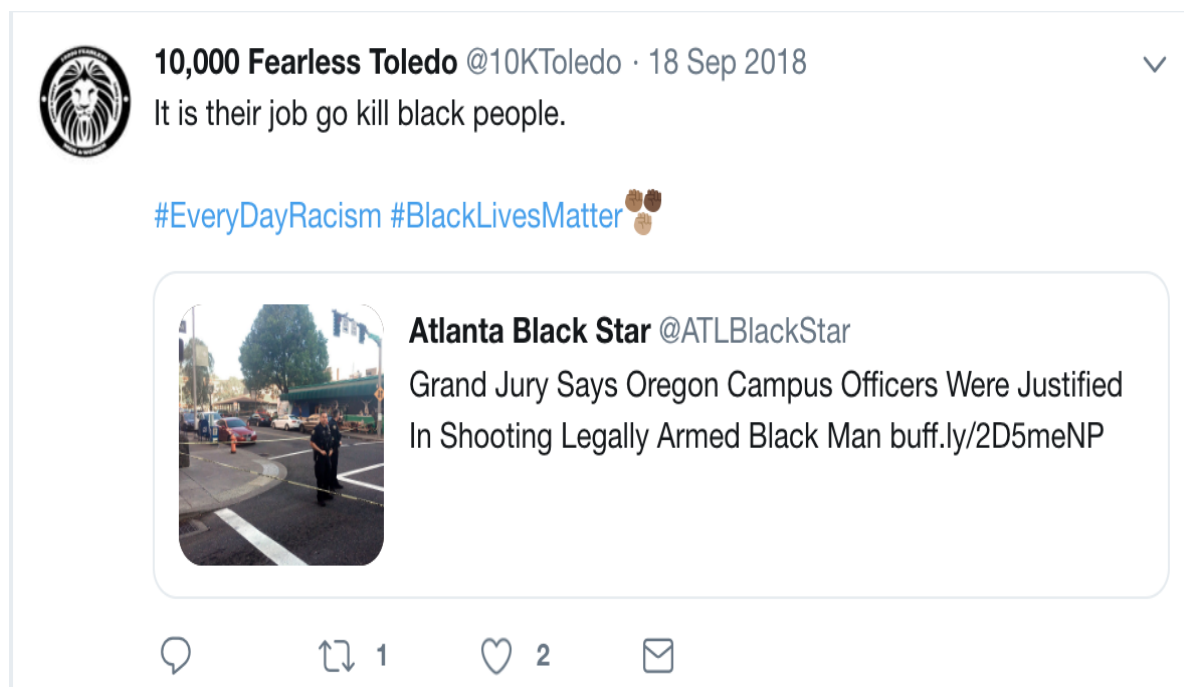 10,000 Fearless Toledo @10KToledo · 18 Sep 2018
It is their job go kill black people.
#EveryDayRacism #BlackLivesMatter
Atlanta Black Star @ATLBlackStar
Grand Jury Says Oregon Campus Officers Were Justified
In Shooting Legally Armed Black Man buff.ly/2D5meNP
1 2